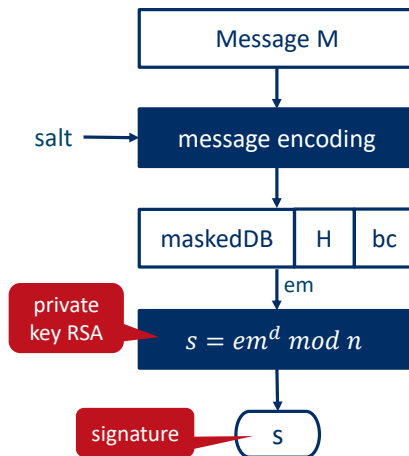 Message M
salt
message encoding
maskedDB
H
bc
em
private
key RSA
s = em^d mod n
signature
s